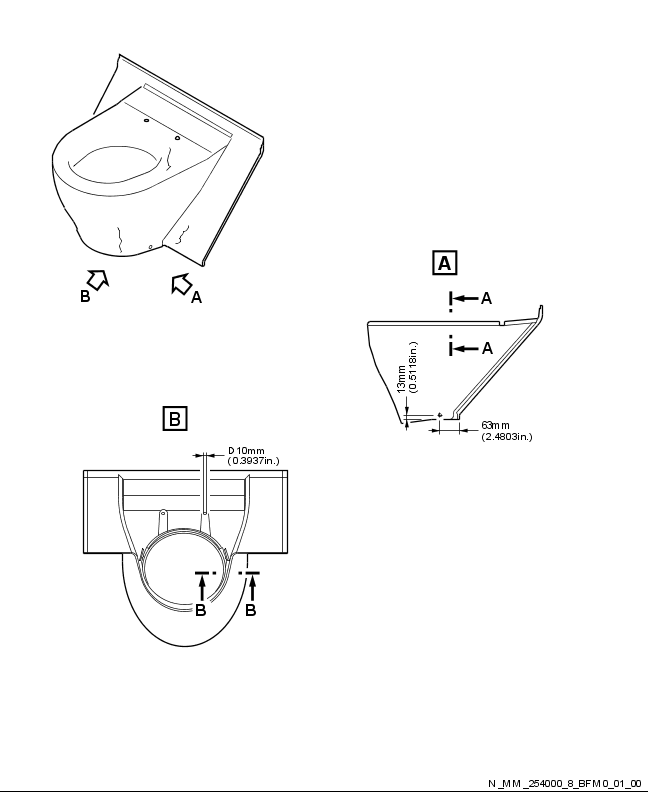 B
A
A
A
A
13mm
(0.5118in.)
63mm
(2.4803in.)
B
D10mm
(0.3937in.)
B
B
N_MM_254000_8_BFM0_01_00